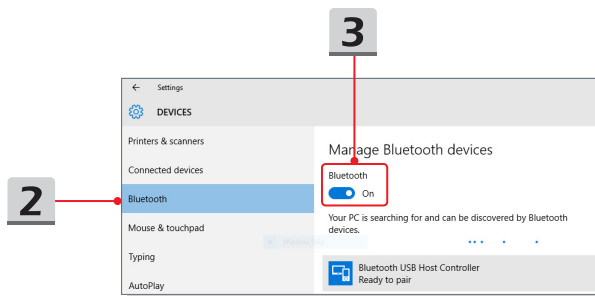 3
← Settings
DEVICES
Printers & scanners
Connected devices
Bluetooth
Mouse & touchpad
Typing
AutoPlay
Manage Bluetooth devices
Bluetooth
On
Your PC is searching for and can be discovered by Bluetooth
devices.
Bluetooth USB Host Controller
Ready to pair
2